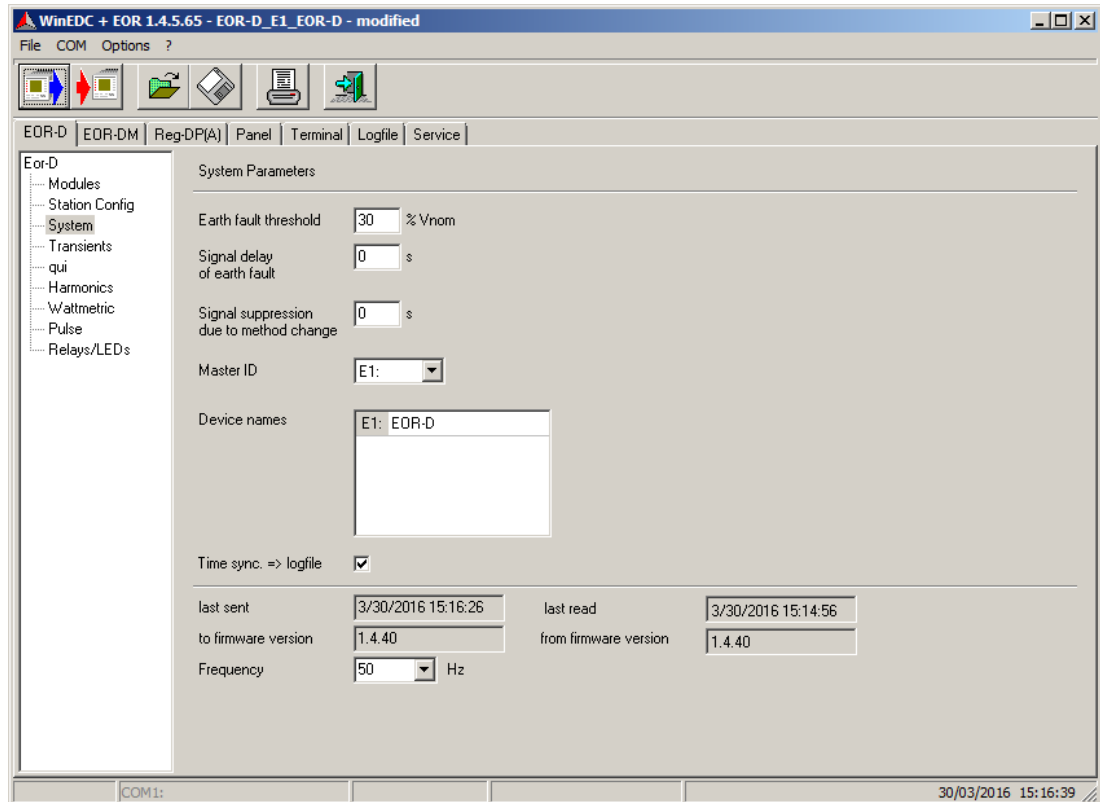 WinEDC + EOR 1.4.5.65 - EOR-D_E1_EOR-D - modified
File COM Options ?
EOR-D EOR-DM Reg-DP(A) Panel Terminal Logfile Service
Eor-D
Modules
Station Config
System
Transients
qui
Harmonics
Wattmetric
Pulse
Relays/LEDs
System Parameters
Earth fault threshold 30 % Vnom
Signal delay
of earth fault 0 s
Signal suppression
due to method change 0 s
Master ID E1:
Device names E1: EOR-D
Time sync. => logfile
last sent 3/30/2016 15:16:26 last read 3/30/2016 15:14:56
to firmware version 1.4.40 from firmware version 1.4.40
Frequency 50 Hz
COM1: 30/03/2016 15:16:39